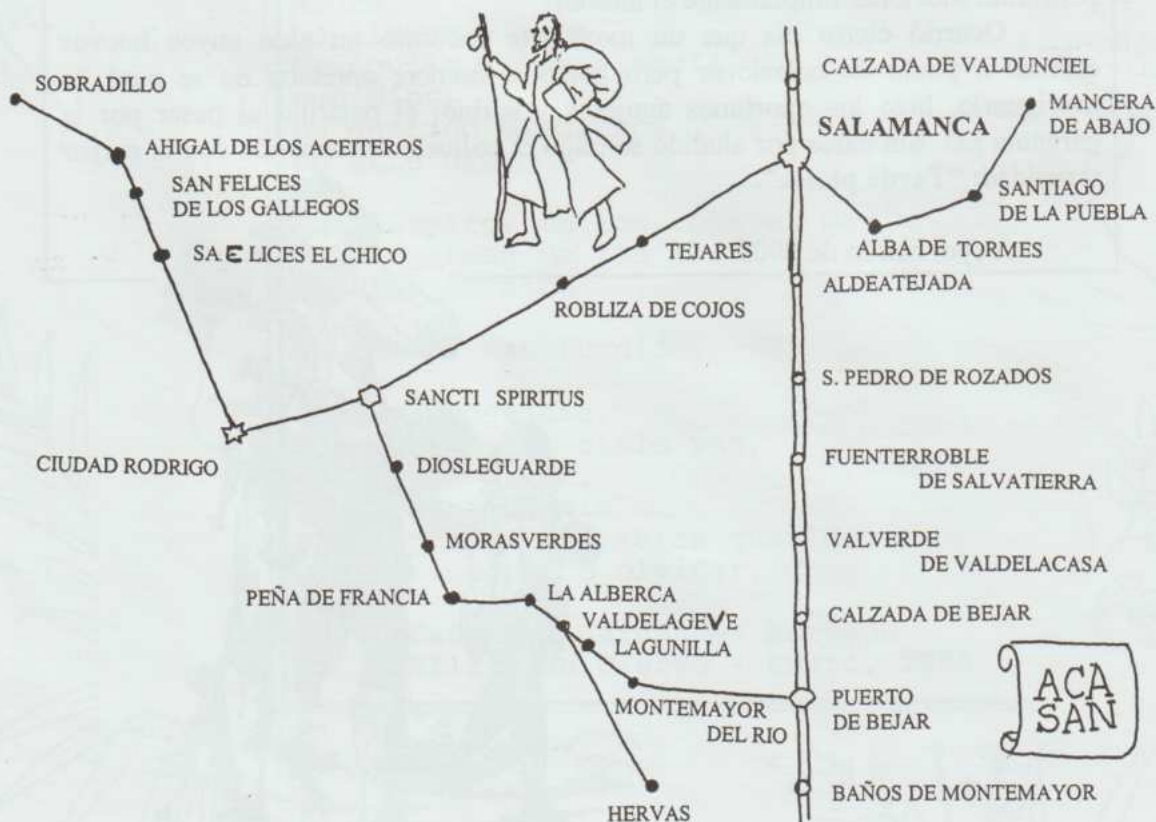 SOBRADILLO
AHIGAL DE LOS ACEITEROS
SAN FELICES
DE LOS GALLEGOS
SAELICES EL CHICO
CIUDAD RODRIGO
SANCTI SPIRITUS
ROBLIZA DE COJOS
TEJARES
DIOSLEGUARDE
MORASVERDES
PEÑA DE FRANCIA
LA ALBERCA
VALDELAGEVE
LAGUNILLA
MONTEMAYOR
DEL RIO
HERVAS
CALZADA DE VALDUNCIEL
SALAMANCA
MANCERA
DE ABAJO
SANTIAGO
DE LA PUEBLA
ALBA DE TORMES
ALDEATEJADA
S. PEDRO DE ROZADOS
FUENTERROBLE
DE SALVATIERRA
VALVERDE
DE VALDELACASA
CALZADA DE BEJAR
PUERTO
DE BEJAR
BAÑOS DE MONTEMAYOR
ACA
SAN